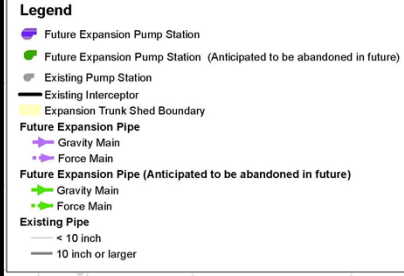 Legend
Future Expansion Pump Station
Future Expansion Pump Station (Anticipated to be abandoned in future)
Existing Pump Station
Existing Interceptor
Expansion Trunk Shed Boundary
Future Expansion Pipe
Gravity Main
Force Main
Future Expansion Pipe (Anticipated to be abandoned in future)
Gravity Main
Force Main
Existing Pipe
< 10 inch
10 inch or larger